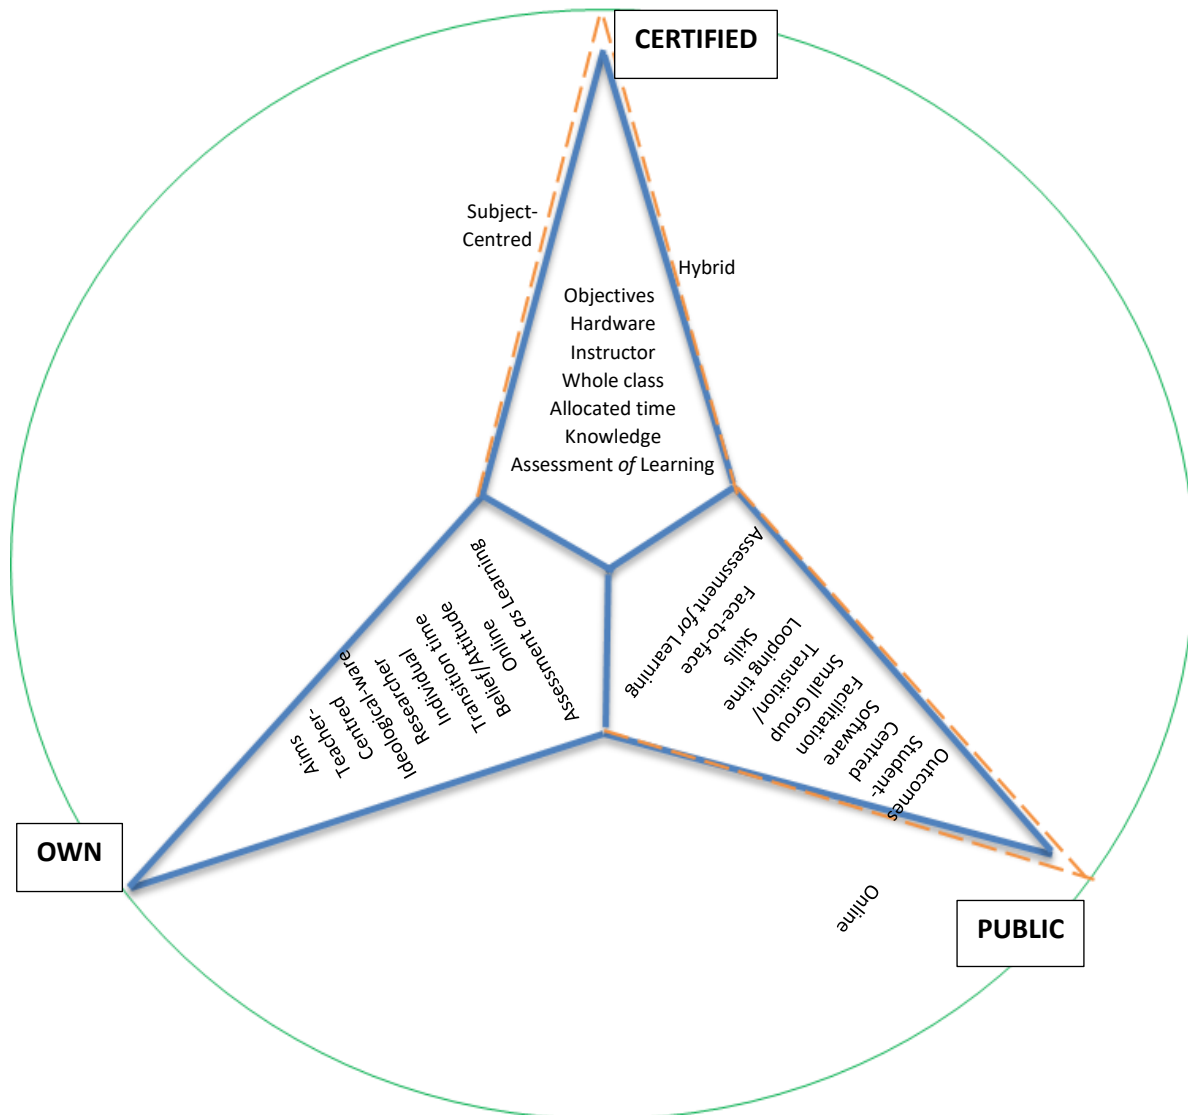 CERTIFIED
Subject-
Centred
Hybrid
Objectives
Hardware
Instructor
Whole class
Allocated time
Knowledge
Assessment of Learning
Assessment as Learning
Online
Belief/Attitude
Transition time
Individual
Researcher
Ideological-ware
Centred
Teacher-
Aims
Outcomes
Student-
Centred
Software
Facilitation
Small Group
Transition/
Looping time
Skills
Face-to-face
Assessment for Learning
OWN
Online
PUBLIC